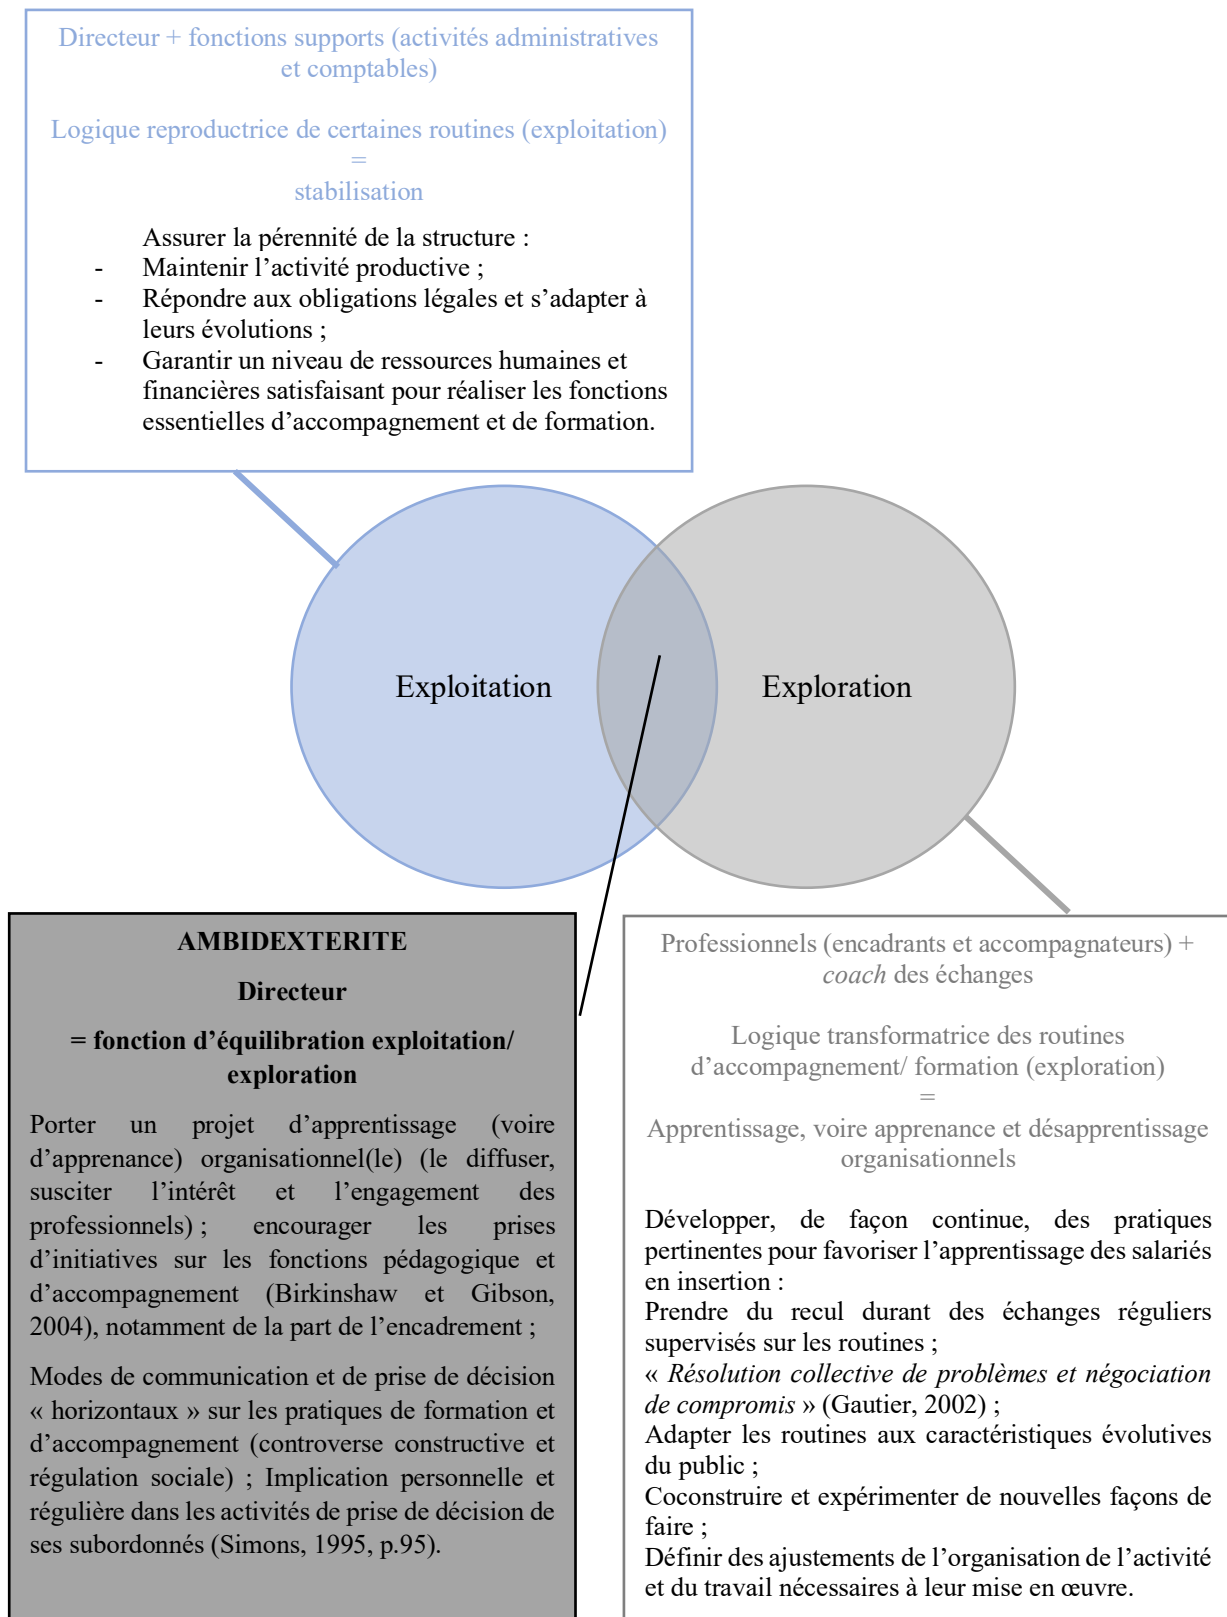 Directeur + fonctions supports (activités administratives
et comptables)
Logique reproductrice de certaines routines (exploitation)
=
stabilisation
Assurer la pérennité de la structure :
- Maintenir l’activité productive ;
- Répondre aux obligations légales et s’adapter à
leurs évolutions ;
- Garantir un niveau de ressources humaines et
financières satisfaisant pour réaliser les fonctions
essentielles d’accompagnement et de formation.
Exploitation
Exploration
AMBIDEXTERITE
Directeur
= fonction d’équilibration exploitation/
exploration
Porter un projet d’apprentissage (voire
d’apprenance) organisationnel(le) (le diffuser,
susciter l’intérêt et l’engagement des
professionnels) ; encourager les prises
d’initiatives sur les fonctions pédagogique et
d’accompagnement (Birkinshaw et Gibson,
2004), notamment de la part de l’encadrement ;
Modes de communication et de prise de décision
« horizontaux » sur les pratiques de formation et
d’accompagnement (controverse constructive et
régulation sociale) ; Implication personnelle et
régulière dans les activités de prise de décision de
ses subordonnés (Simons, 1995, p.95).
Professionnels (encadrants et accompagnateurs) +
coach des échanges
Logique transformatrice des routines
d’accompagnement/ formation (exploration)
=
Apprentissage, voire apprenance et désapprentissage
organisationnels
Développer, de façon continue, des pratiques
pertinentes pour favoriser l’apprentissage des salariés
en insertion :
Prendre du recul durant des échanges réguliers
supervisés sur les routines ;
« Résolution collective de problèmes et négociation
de compromis » (Gautier, 2002) ;
Adapter les routines aux caractéristiques évolutives
du public ;
Coconstruire et expérimenter de nouvelles façons de
faire ;
Définir des ajustements de l’organisation de l’activité
et du travail nécessaires à leur mise en œuvre.